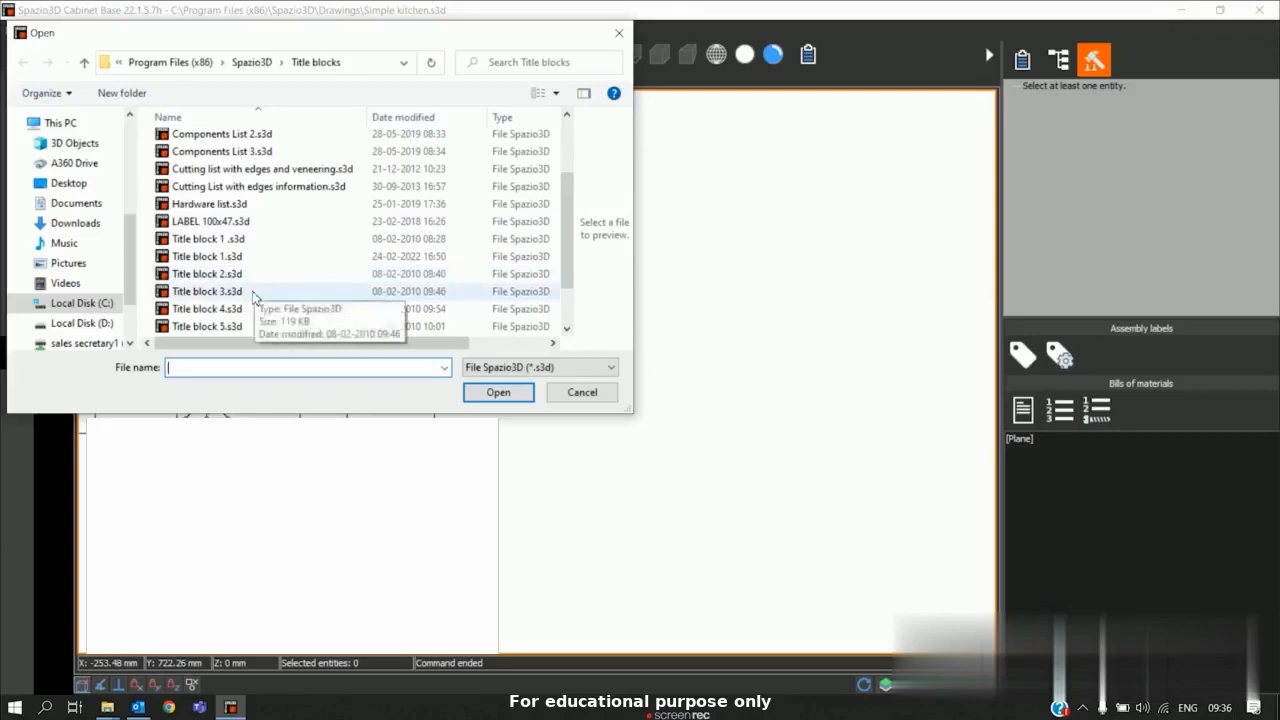 Spazio3D Cabinet Base 22.1.5.7h - C:\Program Files (x86)\Spazio3D\Drawings\Simple kitchen.s3d
Open
Program Files (x86) > Spazio3D > Title blocks
Search Title blocks
Organize
New folder
Name
Date modified
Type
This PC
3D Objects
A360 Drive
Desktop
Documents
Downloads
Music
Pictures
Videos
Local Disk (C:)
Local Disk (D:)
sales secretary1
Components List 2.s3d 28-05-2019 08:33 File Spazio3D
Components List 3.s3d 28-05-2019 08:34 File Spazio3D
Cutting list with edges and veneering.s3d 21-12-2012 10:23 File Spazio3D
Cutting List with edges information.s3d 30-09-2013 16:57 File Spazio3D
Hardware list.s3d 25-01-2019 17:36 File Spazio3D
LABEL 100x47.s3d 23-02-2018 16:26 File Spazio3D
Title block 1 .s3d 08-02-2010 08:28 File Spazio3D
Title block 1.s3d 24-02-2022 16:50 File Spazio3D
Title block 2.s3d 08-02-2010 08:40 File Spazio3D
Title block 3.s3d 08-02-2010 09:46 File Spazio3D
Title block 4.s3d 010 09:54 File Spazio3D
Title block 5.s3d 010 10:01 File Spazio3D
Type: File Spazio3D
Size: 119 KB
Date modified: 08-02-2010 09:46
Select a file
to preview.
File name:
File Spazio3D (*.s3d)
Open
Cancel
Select at least one entity.
Assembly labels
Bills of materials
[Plane]
X: -253.48 mm Y: 722.26 mm Z: 0 mm Selected entities: 0 Command ended
ENG 09:36
For educational purpose only
screenrec